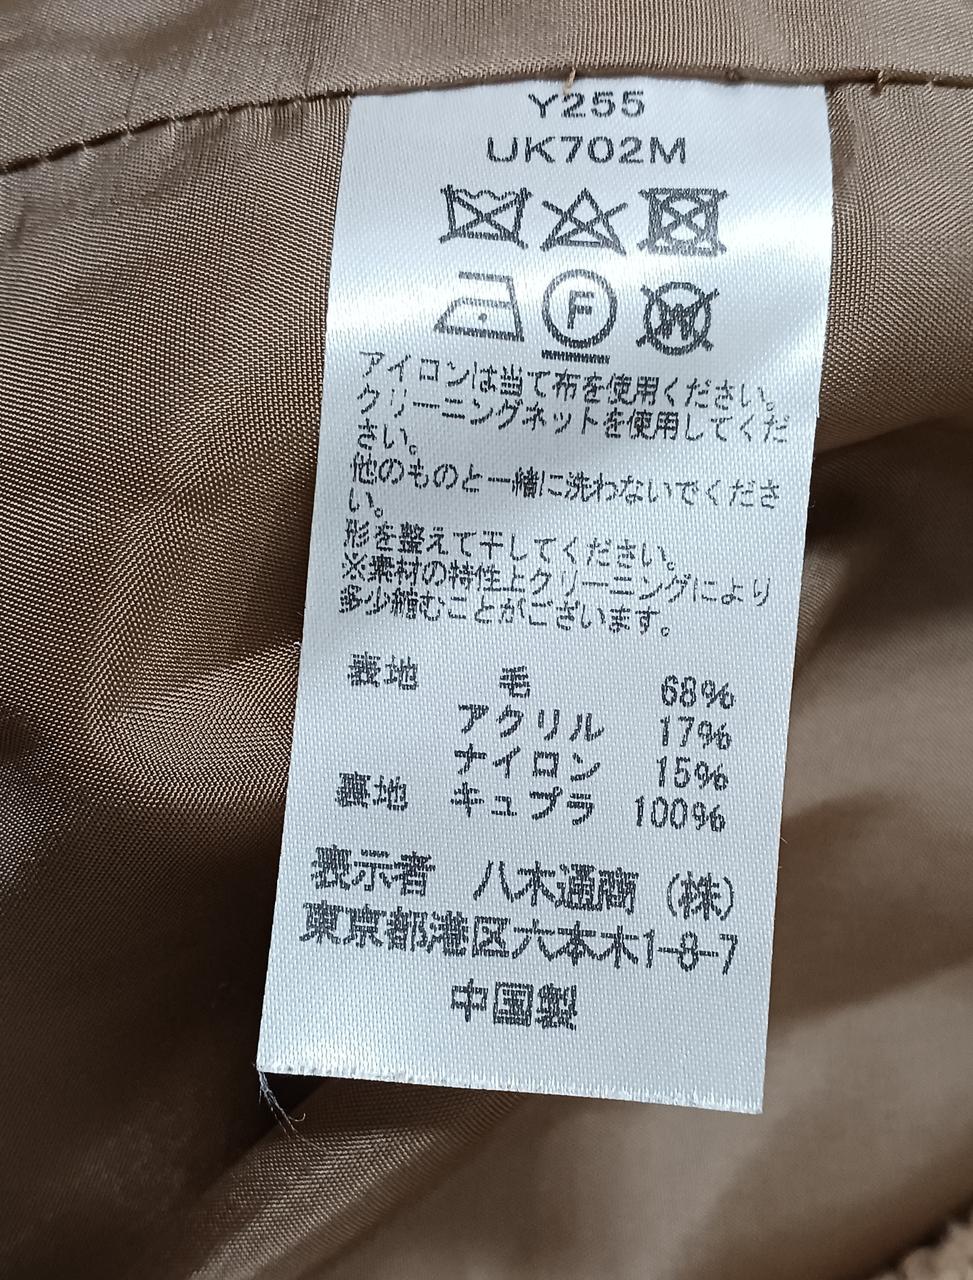 Y255
UK702M
F
W
アイロンは当て布を使用ください。
クリーニングネットを使用してくだ
さい。
他のものと一緒に洗わないでくださ
い。
形を整えて干してください。
※素材の特性上クリーニングにより
多少縮むことがございます。
表地 毛 68%
アクリル 17%
ナイロン 15%
裏地 キュプラ 100%
表示者 八木通商（株）
東京都港区六本木1-8-7
中国製